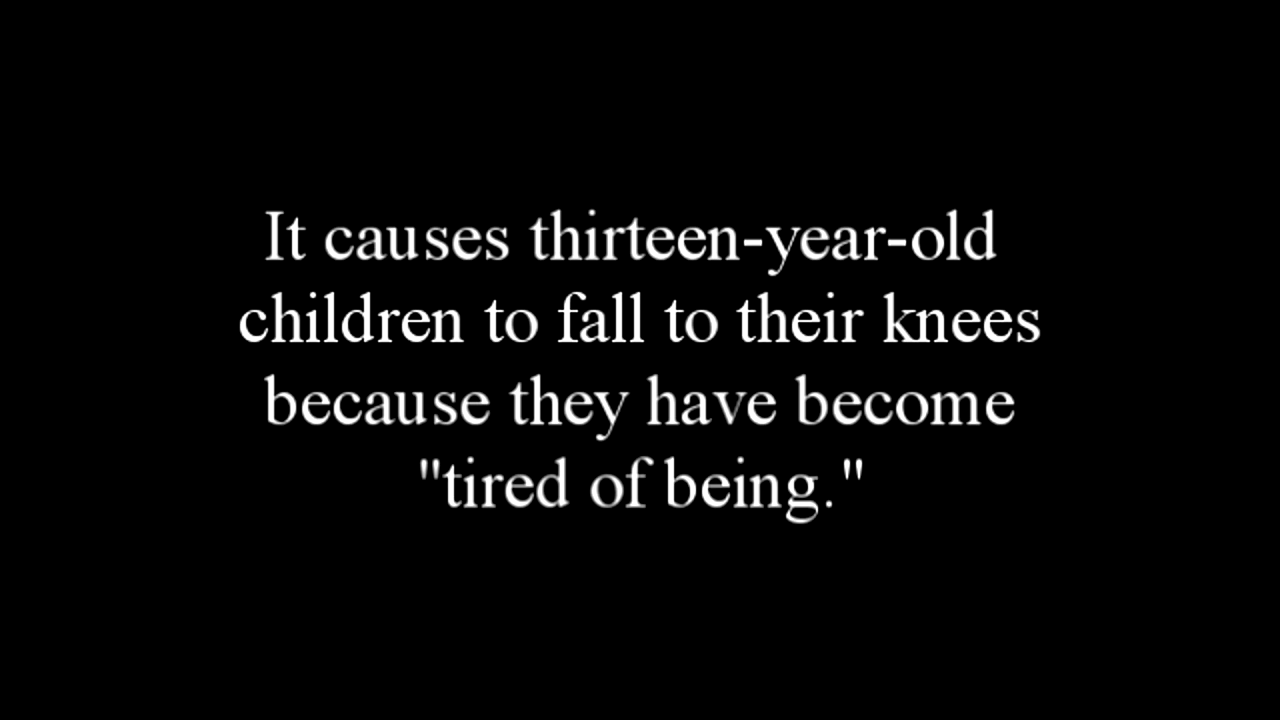 It causes thirteen-year-old
children to fall to their knees
because they have become
"tired of being."